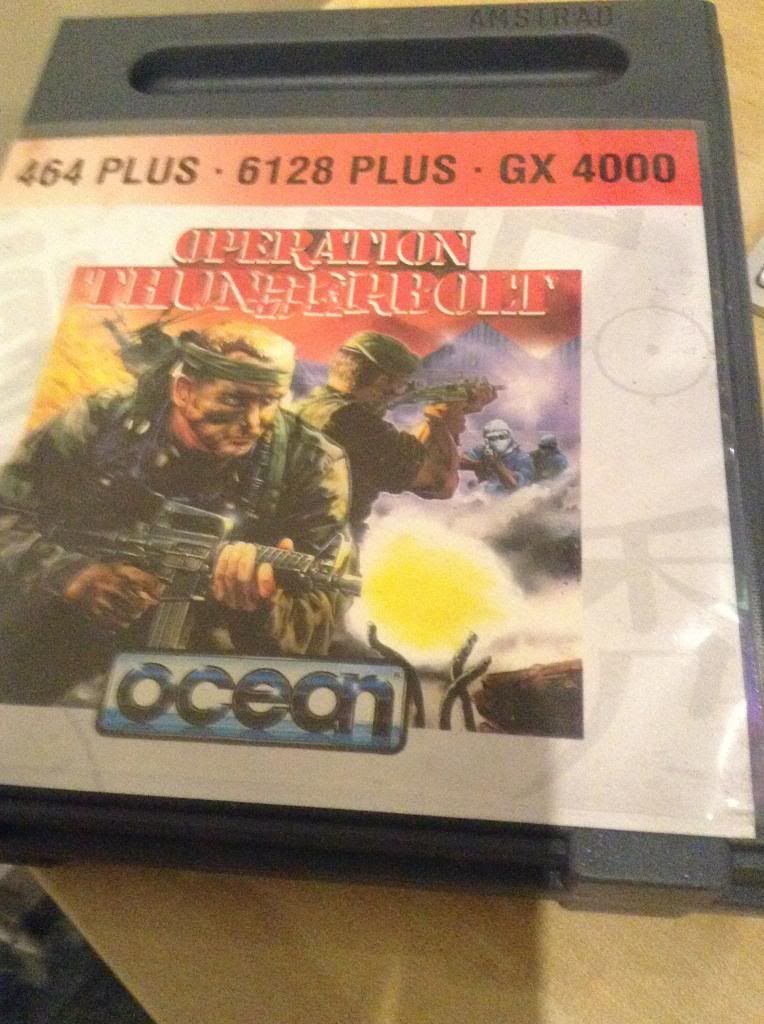 AMSTRAD
464 PLUS · 6128 PLUS · GX 4000
OPERATION
THUNDERBOLT
ocean